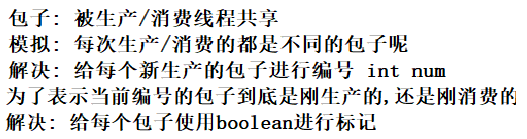 包子: 被生产/消费线程共享
模拟: 每次生产/消费的都是不同的包子呢
解决: 给每个新生产的包子进行编号 int num
为了表示当前编号的包子到底是刚生产的,还是刚消费的
解决: 给每个包子使用boolean进行标记